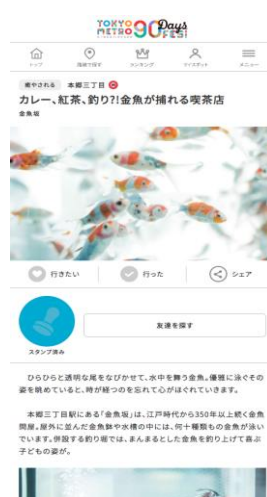 TOKYO METRO 90 Days FES!
トップ 路線で探す ランキング マイスポット メニュー
癒やされる 本郷三丁目
カレー、紅茶、釣り?!金魚が捕れる喫茶店
金魚坂
行きたい 行った シェア
友達を探す
スタンプ済み
ひらひらと透明な尾をなびかせて、水中を舞う金魚。優雅に泳ぐその
姿を眺めていると、時が経つのを忘れて心がほぐれていきます。
本郷三丁目駅にある「金魚坂」は、江戸時代から350年以上続く金魚
問屋。屋外に並んだ金魚鉢や水槽の中には、何十種類もの金魚が泳い
でいます。併設する釣り堀では、まんまるとした金魚を釣り上げて喜ぶ
子どもの姿が。